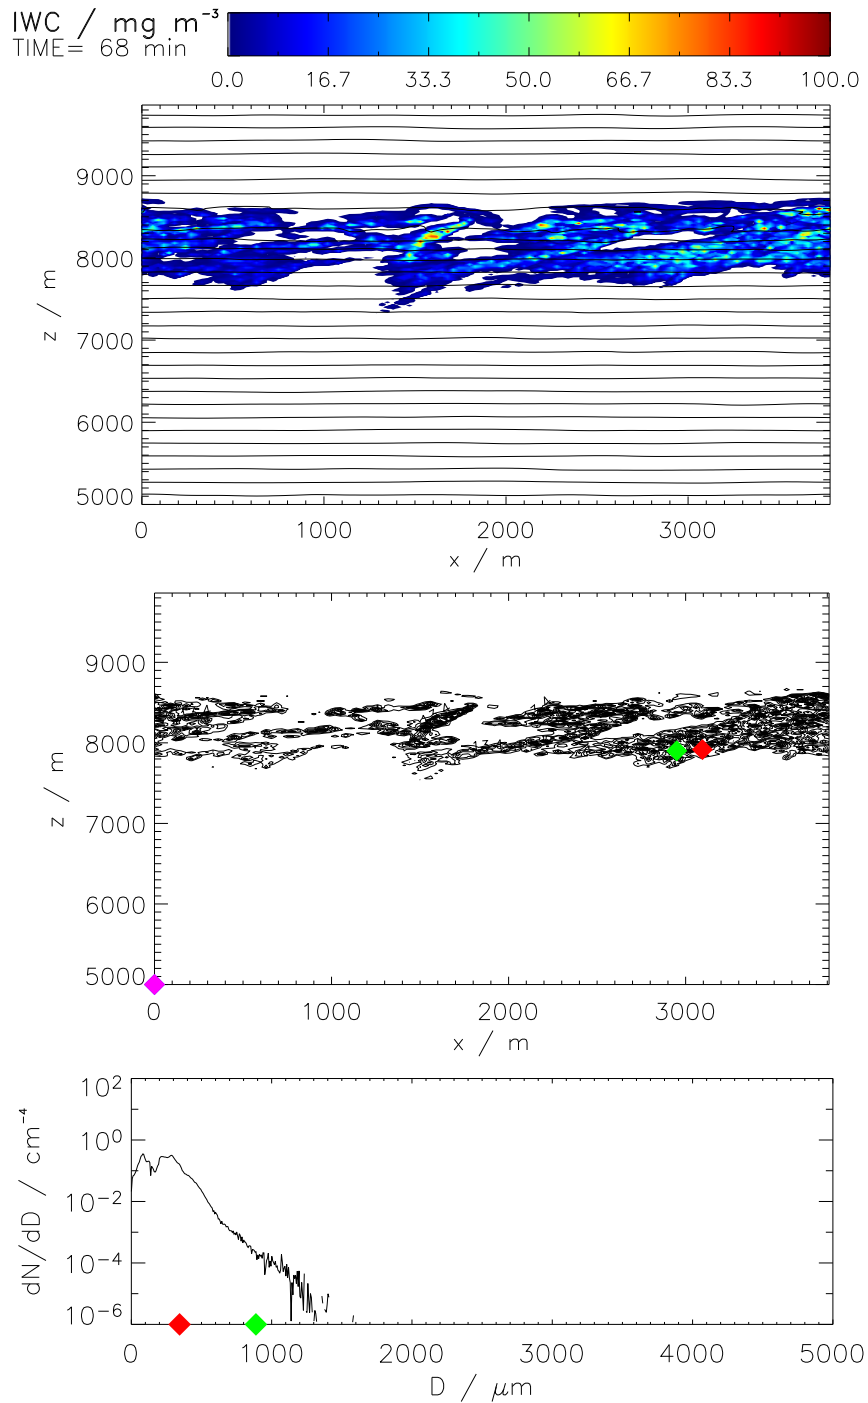 IWC / mg m⁻³
TIME= 68 min
0.0 16.7 33.3 50.0 66.7 83.3 100.0
9000
8000
7000
6000
5000
z / m
0 1000 2000 3000
x / m
9000
8000
7000
6000
5000
z / m
0 1000 2000 3000
x / m
10²
10⁰
10⁻²
10⁻⁴
10⁻⁶
dN/dD / cm⁻⁴
0 1000 2000 3000 4000 5000
D / μm